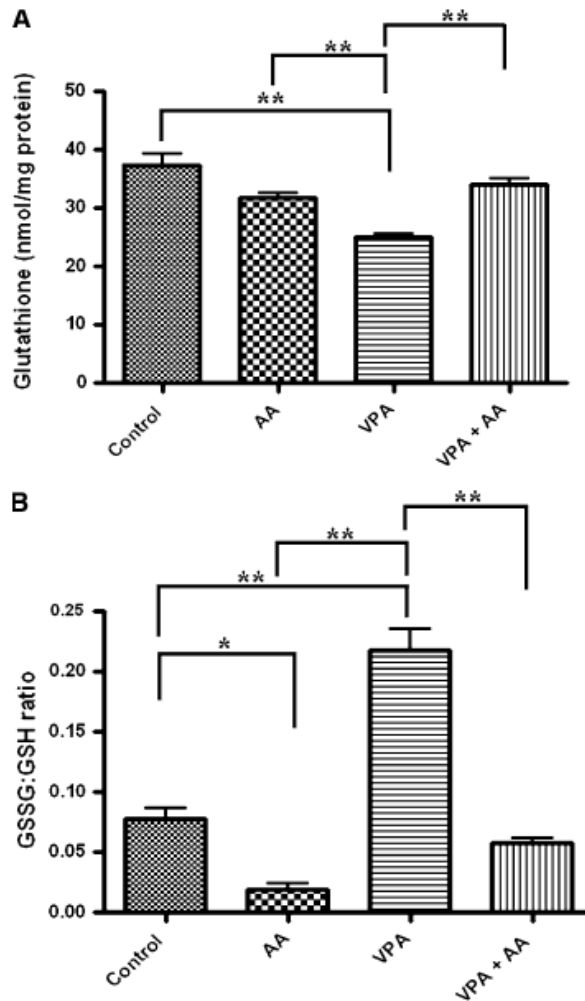 A
**
**
**
Glutathione (nmol/mg protein)
50
40
30
20
10
0
Control
AA
VPA
VPA + AA
B
**
**
**
*
GSSG:GSH ratio
0.25
0.20
0.15
0.10
0.05
0.00
Control
AA
VPA
VPA + AA